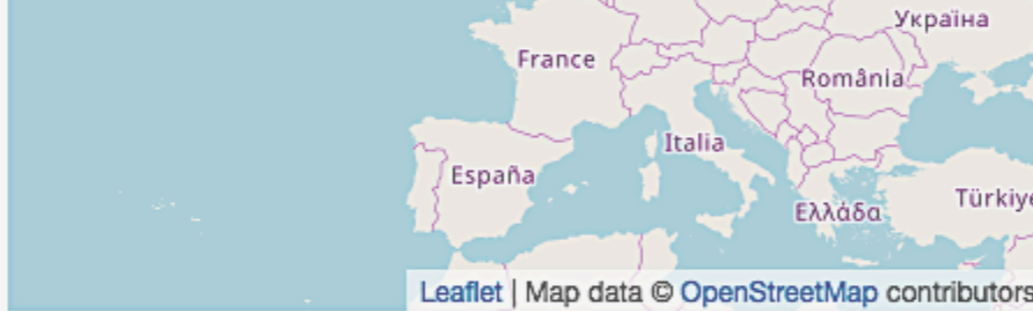 Україна
France
România
Italia
España
Türkiye
Ελλάδα
Leaflet | Map data © OpenStreetMap contributors